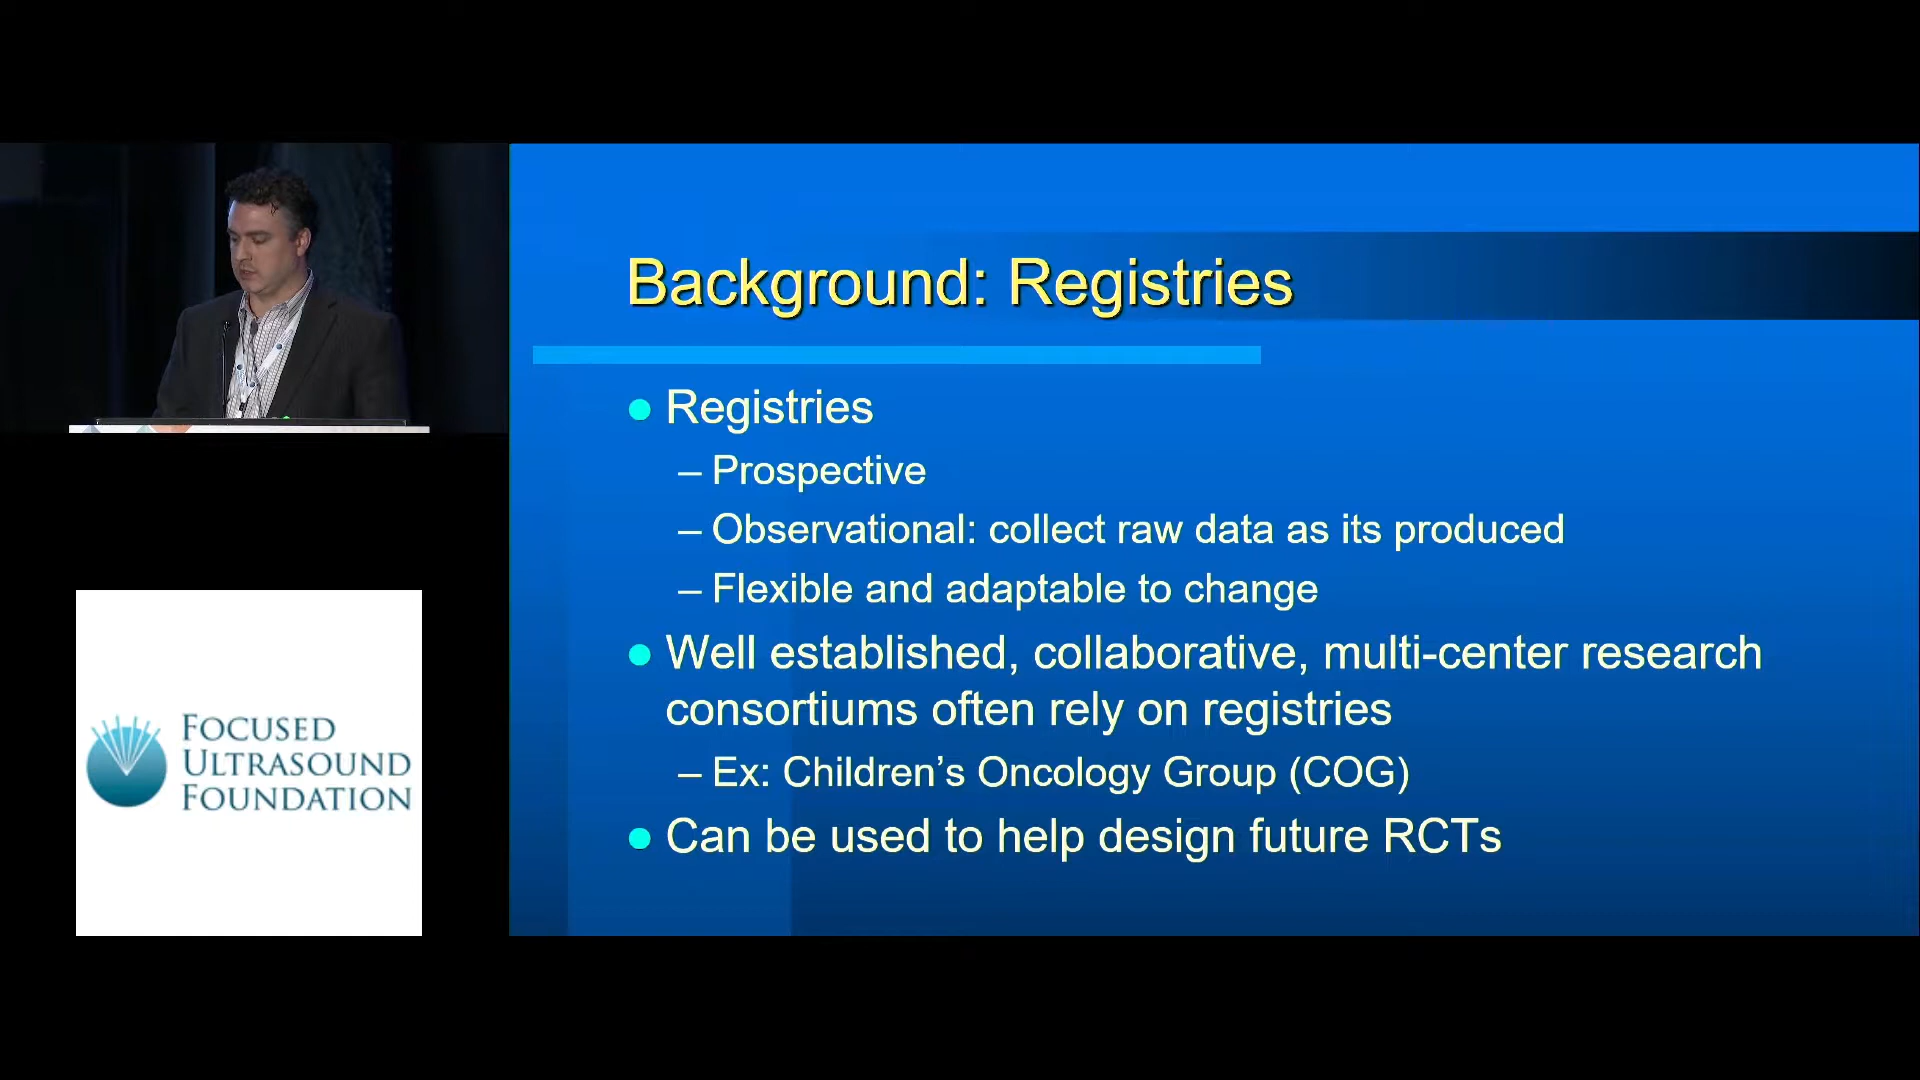 Background: Registries
Registries
– Prospective
– Observational: collect raw data as its produced
– Flexible and adaptable to change
Well established, collaborative, multi-center research
consortiums often rely on registries
– Ex: Children’s Oncology Group (COG)
Can be used to help design future RCTs
FOCUSED
ULTRASOUND
FOUNDATION